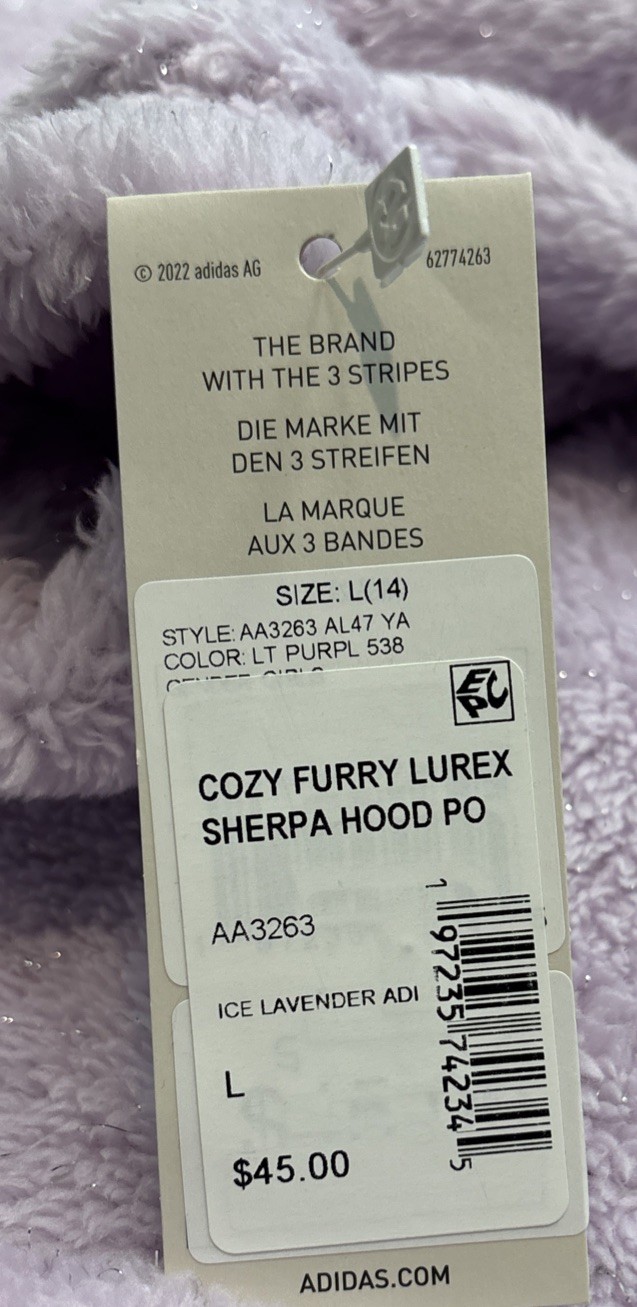 © 2022 adidas AG
62774263
THE BRAND
WITH THE 3 STRIPES
DIE MARKE MIT
DEN 3 STREIFEN
LA MARQUE
AUX 3 BANDES
SIZE: L(14)
STYLE: AA3263 AL47 YA
COLOR: LT PURPL 538
EPC
COZY FURRY LUREX
SHERPA HOOD PO
AA3263
ICE LAVENDER ADI
L
$45.00
1 97235 74234 5
ADIDAS.COM